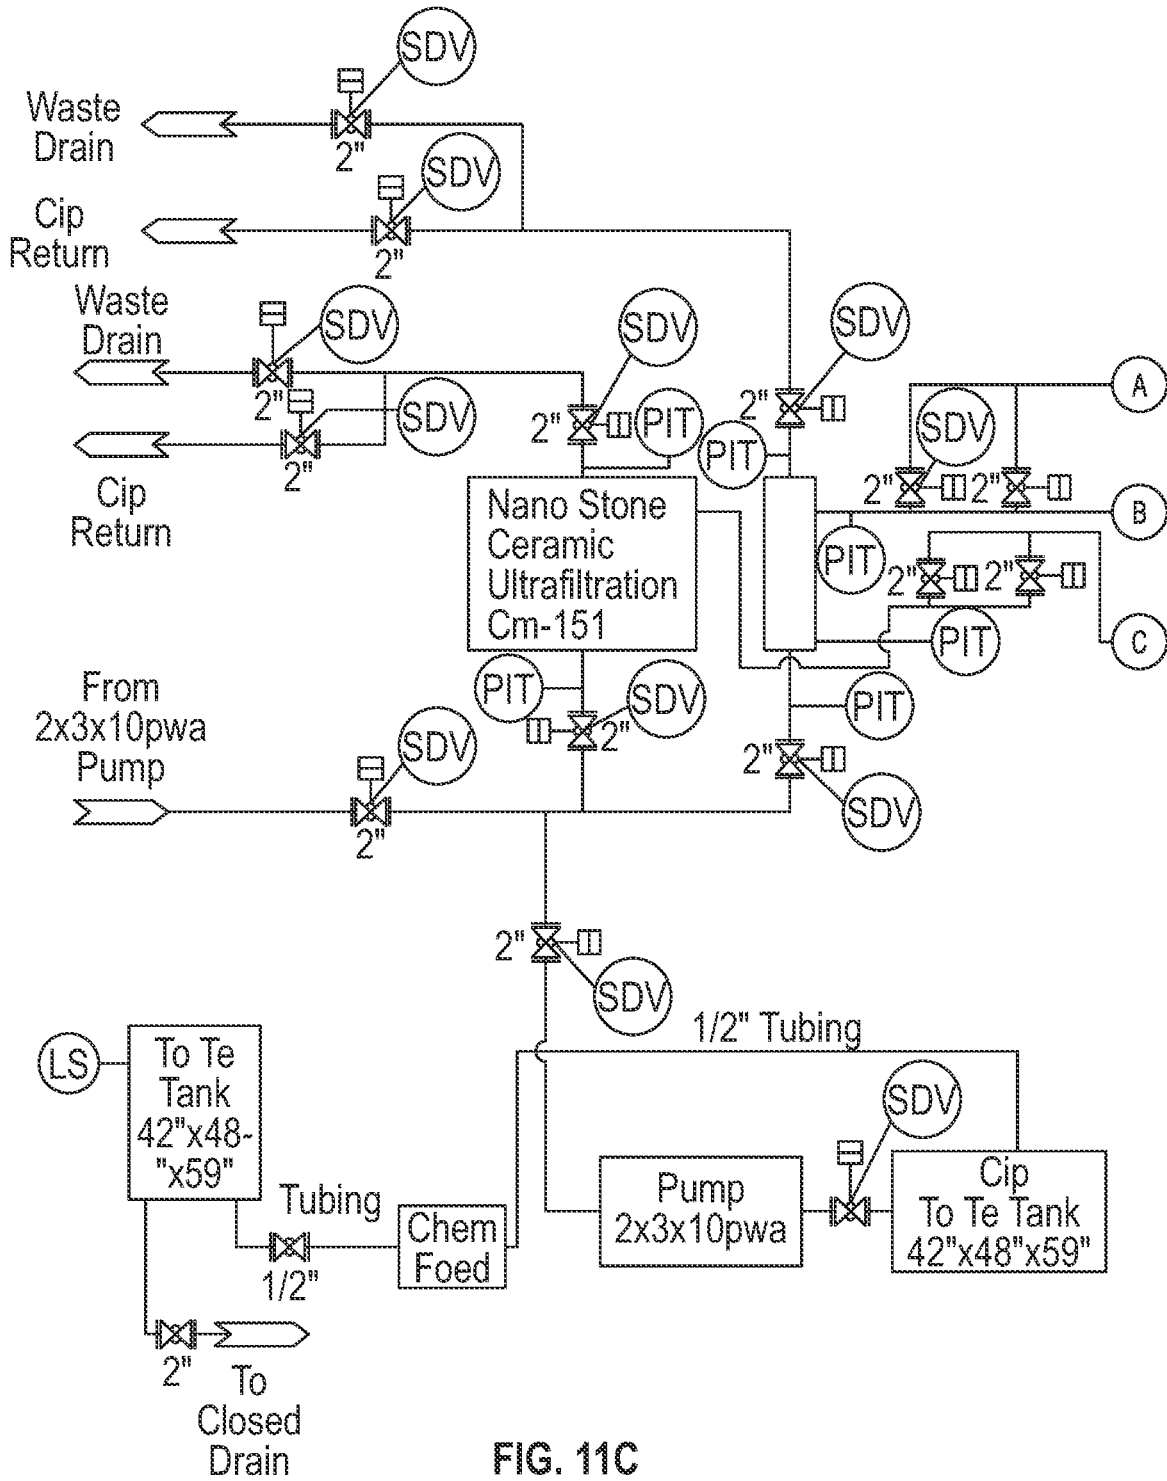 SDV
Waste
Drain
2"
SDV
Cip
Return
2"
Waste
Drain
SDV
SDV
SDV
2"
SDV
2"
PIT
2"
PIT
A
SDV
Cip
Return
2"
2"
2"
B
Nano Stone
Ceramic
Ultrafiltration
Cm-151
PIT
2"
2"
PIT
C
From
2x3x10pwa
Pump
PIT
SDV
2"
PIT
SDV
2"
2"
SDV
2"
SDV
1/2" Tubing
LS
To Te
Tank
42"x48-
"x59"
SDV
Tubing
Chem
Foed
Pump
2x3x10pwa
Cip
To Te Tank
42"x48"x59"
1/2"
2"
To
Closed
Drain
FIG. 11C